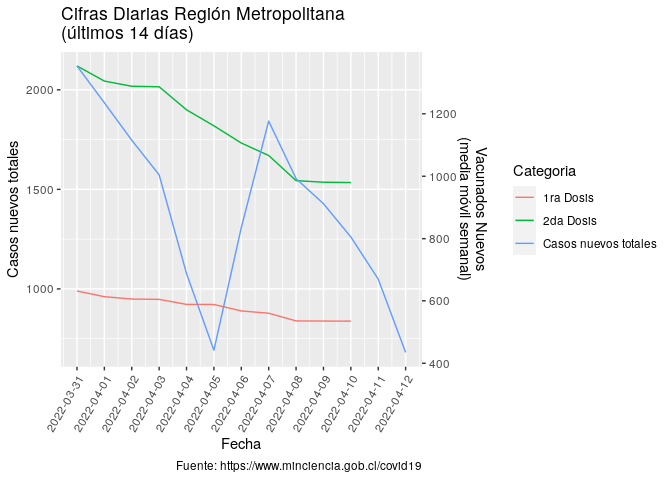 Cifras Diarias Región Metropolitana
(últimos 14 días)
Casos nuevos totales
2000
1500
1000
1200
1000
800
600
400
Vacunados Nuevos
(media móvil semanal)
2022-03-31
2022-04-01
2022-04-02
2022-04-03
2022-04-04
2022-04-05
2022-04-06
2022-04-07
2022-04-08
2022-04-09
2022-04-10
2022-04-11
2022-04-12
Fecha
Categoria
1ra Dosis
2da Dosis
Casos nuevos totales
Fuente: https://www.minciencia.gob.cl/covid19